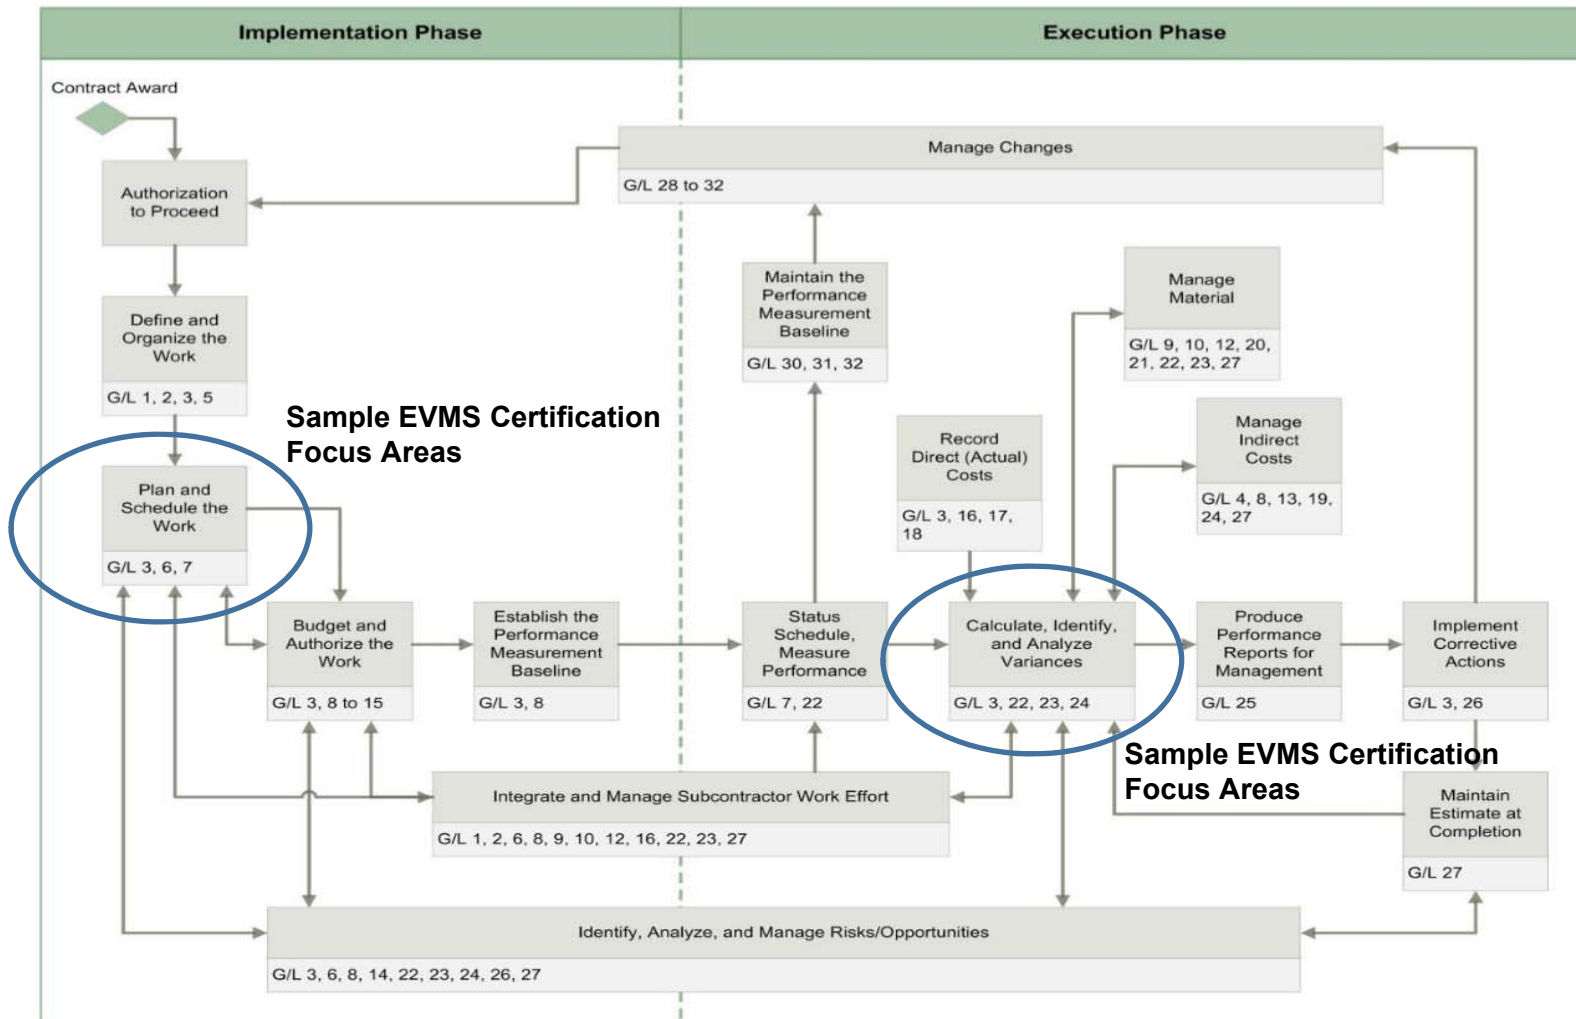 Implementation Phase
Execution Phase
Contract Award
Authorization
to Proceed
Manage Changes
G/L 28 to 32
Define and
Organize the
Work
G/L 1, 2, 3, 5
Maintain the
Performance
Measurement
Baseline
G/L 30, 31, 32
Manage
Material
G/L 9, 10, 12, 20,
21, 22, 23, 27
Sample EVMS Certification
Focus Areas
Record
Direct (Actual)
Costs
G/L 3, 16, 17,
18
Manage
Indirect
Costs
G/L 4, 8, 13, 19,
24, 27
Plan and
Schedule the
Work
G/L 3, 6, 7
Budget and
Authorize the
Work
G/L 3, 8 to 15
Establish the
Performance
Measurement
Baseline
G/L 3, 8
Status
Schedule,
Measure
Performance
G/L 7, 22
Calculate, Identify,
and Analyze
Variances
G/L 3, 22, 23, 24
Produce
Performance
Reports for
Management
G/L 25
Implement
Corrective
Actions
G/L 3, 26
Sample EVMS Certification
Focus Areas
Integrate and Manage Subcontractor Work Effort
G/L 1, 2, 6, 8, 9, 10, 12, 16, 22, 23, 27
Maintain
Estimate at
Completion
G/L 27
Identify, Analyze, and Manage Risks/Opportunities
G/L 3, 6, 8, 14, 22, 23, 24, 26, 27